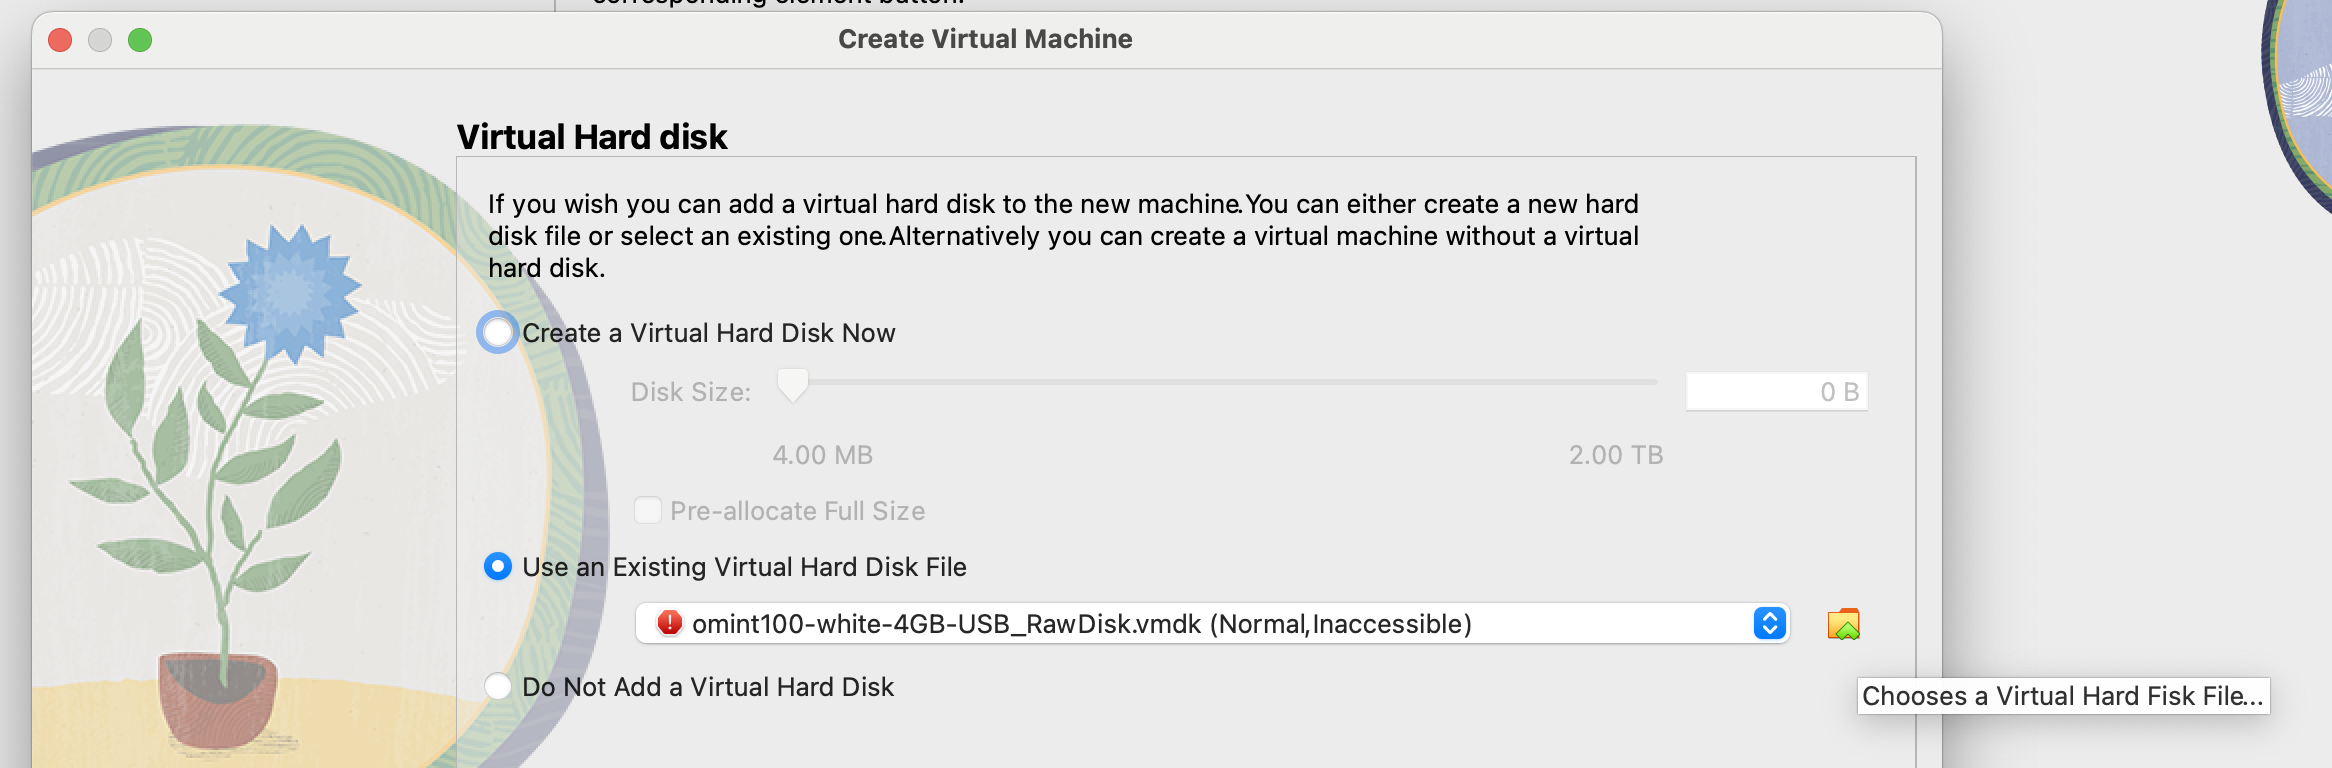 corresponding element button.
Create Virtual Machine
Virtual Hard disk
If you wish you can add a virtual hard disk to the new machine.You can either create a new hard
disk file or select an existing one.Alternatively you can create a virtual machine without a virtual
hard disk.
Create a Virtual Hard Disk Now
Disk Size:
0 B
4.00 MB
2.00 TB
Pre-allocate Full Size
Use an Existing Virtual Hard Disk File
omint100-white-4GB-USB_RawDisk.vmdk (Normal,Inaccessible)
Do Not Add a Virtual Hard Disk
Chooses a Virtual Hard Fisk File...